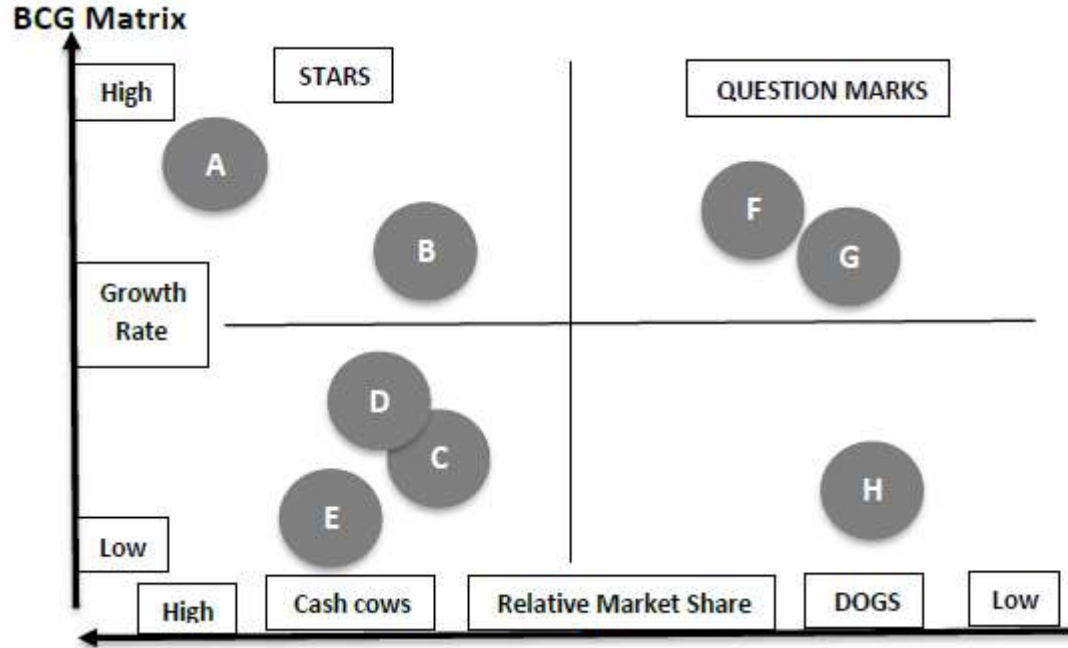 BCG Matrix
STARS
High
QUESTION MARKS
A
F
B
G
Growth
Rate
D
C
H
E
Low
High
Cash cows
Relative Market Share
DOGS
Low